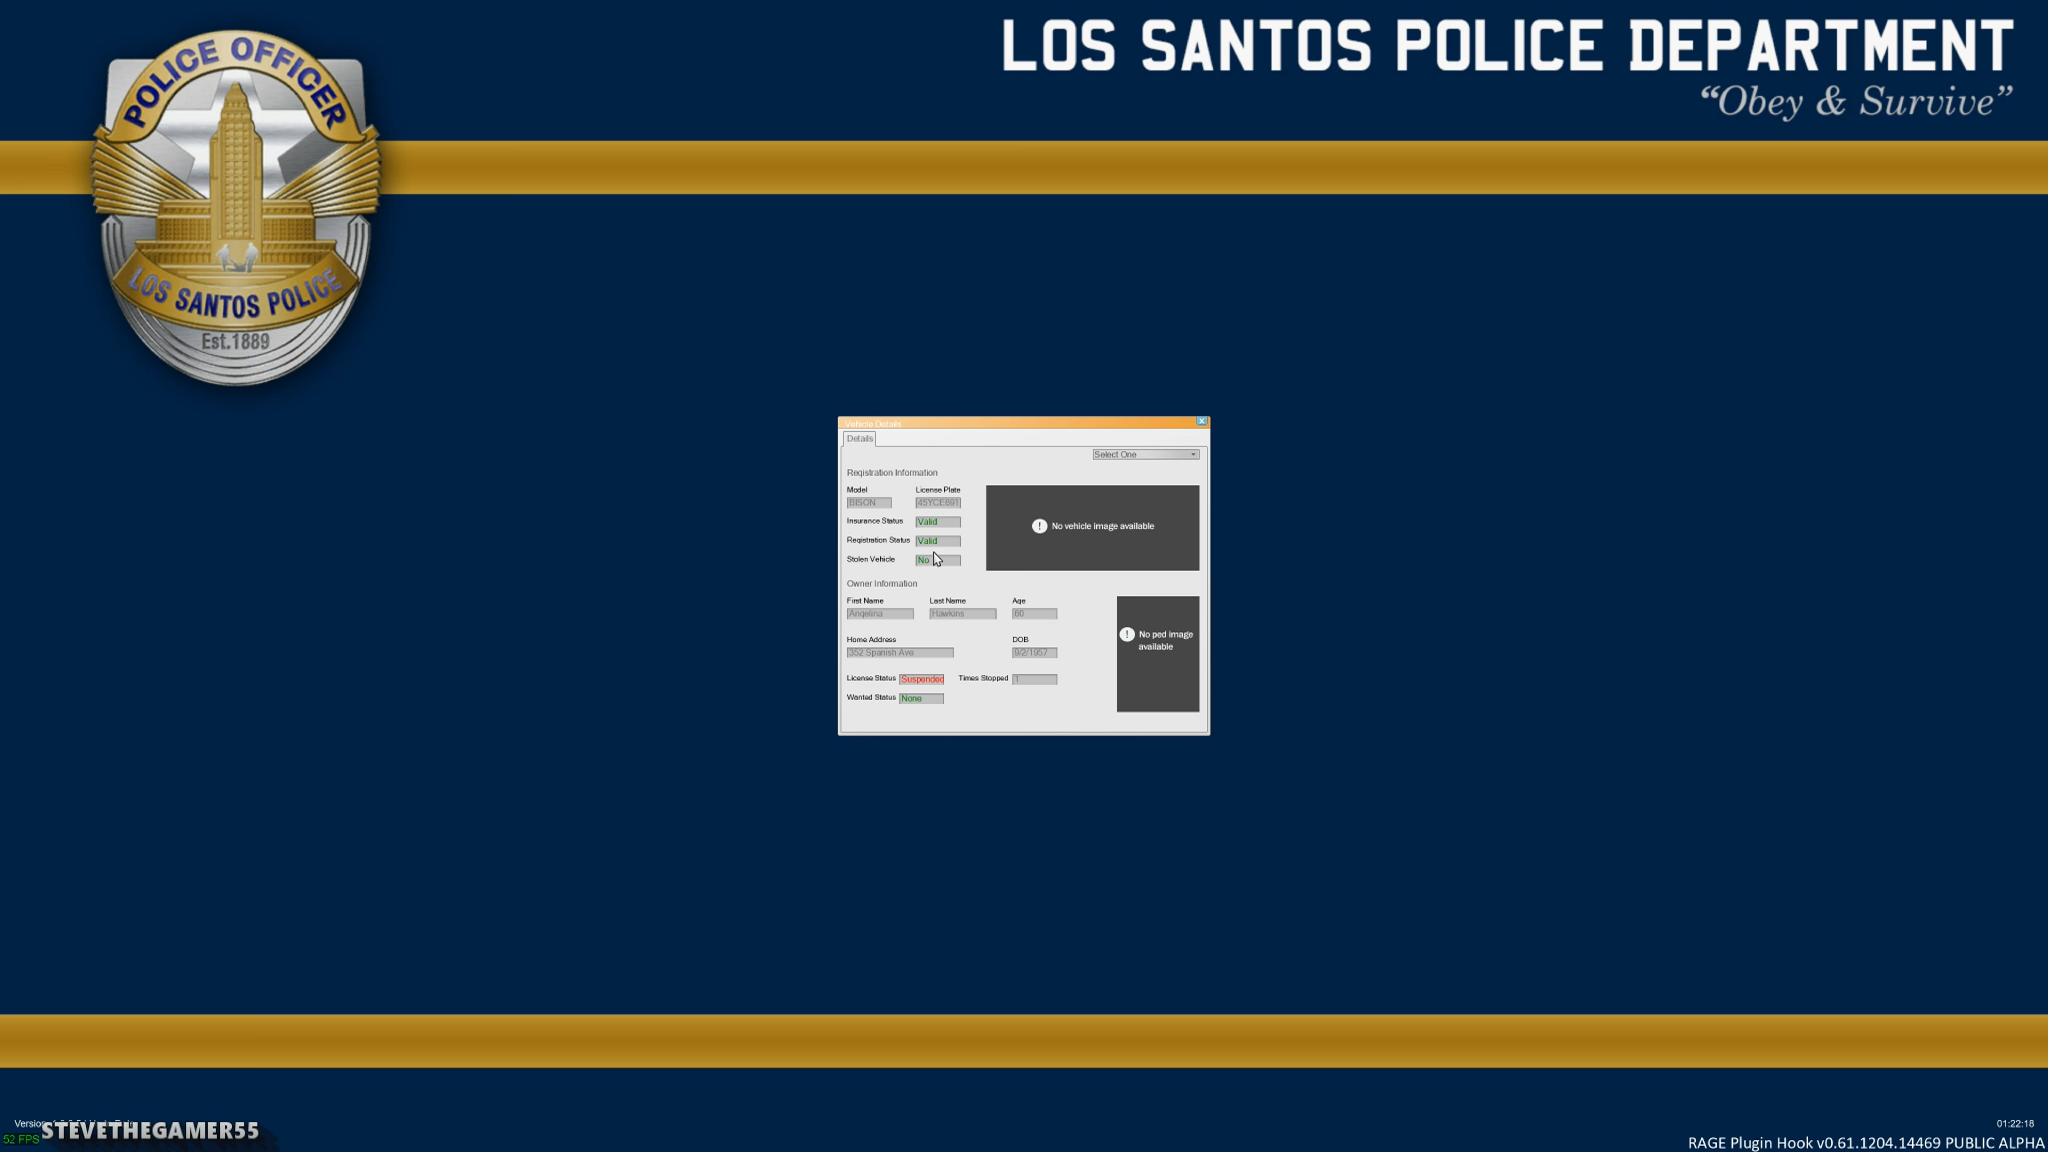 POLICE OFFICER
LOS SANTOS POLICE
Est.1889
LOS SANTOS POLICE DEPARTMENT
“Obey & Survive”
Vehicle Details
Details
Select One
Registration Information
Model
License Plate
BISON
45YCE691
Insurance Status
Valid
Registration Status
Valid
Stolen Vehicle
No
! No vehicle image available
Owner Information
First Name
Last Name
Age
Angelina
Hawkins
60
Home Address
DOB
352 Spanish Ave
9/2/1957
License Status
Suspended
Times Stopped
1
Wanted Status
None
! No ped image
available
Version
52 FPS
STEVETHEGAMER55
01:22:18
RAGE Plugin Hook v0.61.1204.14469 PUBLIC ALPHA